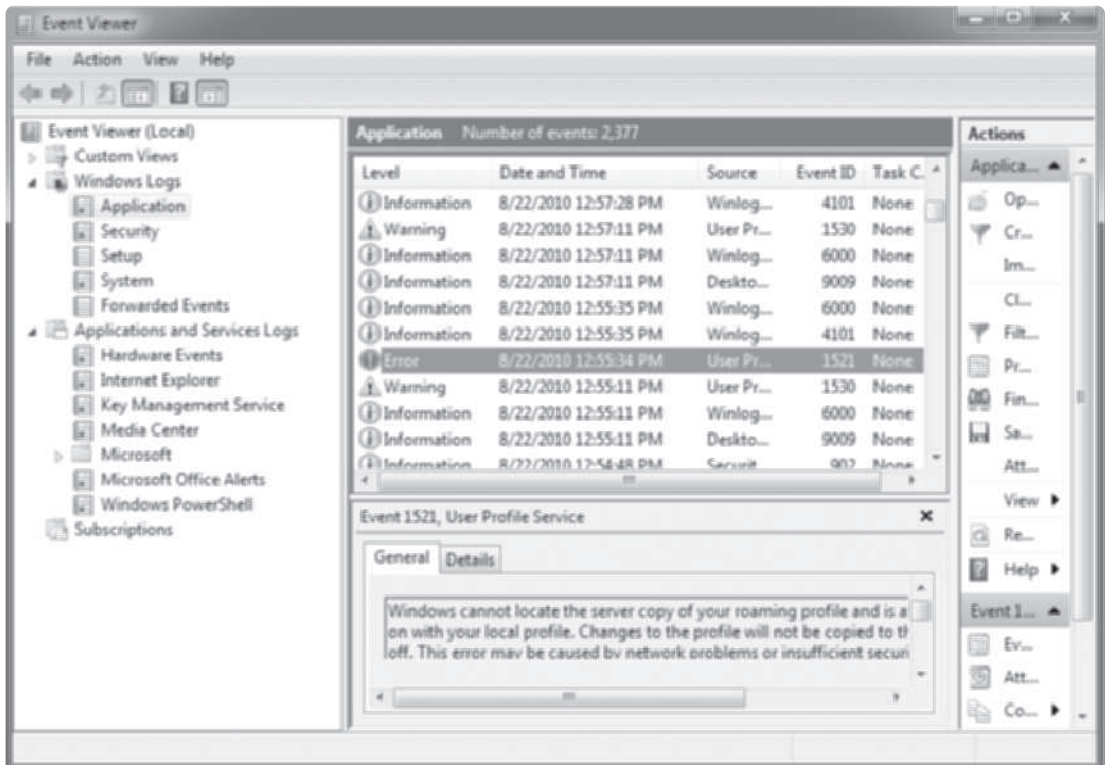 Event Viewer
File Action View Help
Event Viewer (Local)
Custom Views
Windows Logs
Application
Security
Setup
System
Forwarded Events
Applications and Services Logs
Hardware Events
Internet Explorer
Key Management Service
Media Center
Microsoft
Microsoft Office Alerts
Windows PowerShell
Subscriptions
Application Number of events: 2,377
Level Date and Time Source Event ID Task C.
Information 8/22/2010 12:57:28 PM Winlog... 4101 None
Warning 8/22/2010 12:57:11 PM User Pr... 1530 None
Information 8/22/2010 12:57:11 PM Winlog... 6000 None
Information 8/22/2010 12:57:11 PM Deskto... 9009 None
Information 8/22/2010 12:55:35 PM Winlog... 6000 None
Information 8/22/2010 12:55:35 PM Winlog... 4101 None
Error 8/22/2010 12:55:34 PM User Pr... 1521 None
Warning 8/22/2010 12:55:11 PM User Pr... 1530 None
Information 8/22/2010 12:55:11 PM Winlog... 6000 None
Information 8/22/2010 12:55:11 PM Deskto... 9009 None
Information 8/22/2010 12:54:48 PM Securit... 902 None
Event 1521, User Profile Service
General Details
Windows cannot locate the server copy of your roaming profile and is a
on with your local profile. Changes to the profile will not be copied to th
off. This error may be caused by network problems or insufficient securi
Actions
Applica...
Op...
Cr...
Im...
Cl...
Filt...
Pr...
Fin...
Sa...
Att...
View
Re...
Help
Event 1...
Ev...
Att...
Co...